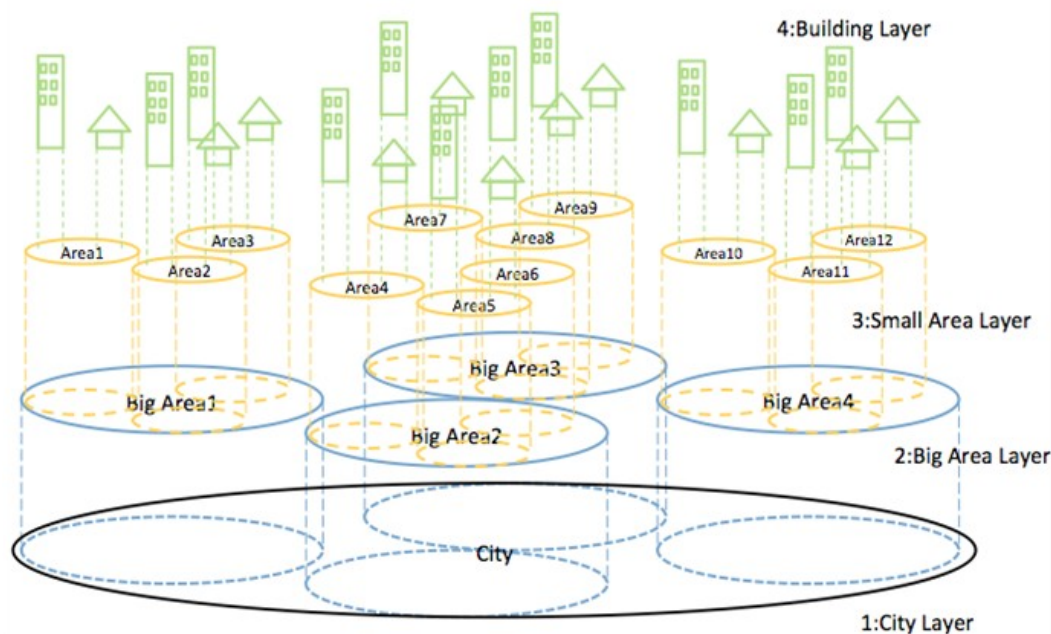 4:Building Layer
Area9
Area7
Area8
Area3
Area12
Area1
Area10
Area2
Area6
Area11
Area4
Area5
3:Small Area Layer
Big Area3
Big Area1
Big Area4
Big Area2
2:Big Area Layer
City
1:City Layer